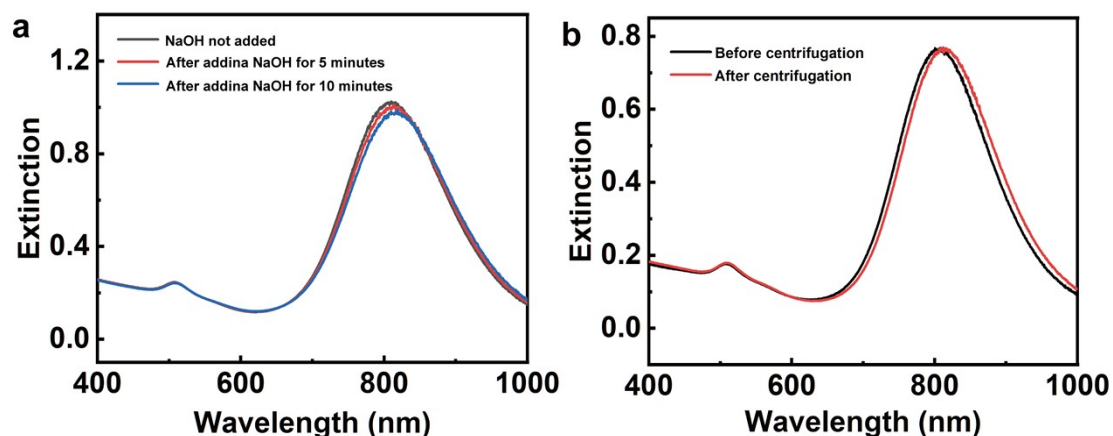 a
NaOH not added
After addina NaOH for 5 minutes
After addina NaOH for 10 minutes
Extinction
1.2
0.8
0.4
0.0
400
600
800
1000
Wavelength (nm)
b
Before centrifugation
After centrifugation
Extinction
0.8
0.6
0.4
0.2
0.0
400
600
800
1000
Wavelength (nm)